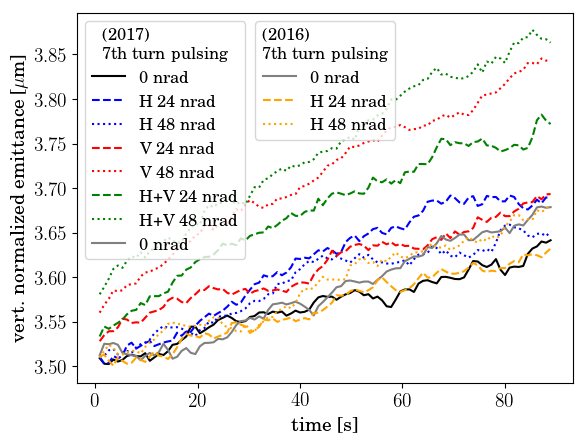 (2017)
7th turn pulsing
0 nrad
H 24 nrad
H 48 nrad
V 24 nrad
V 48 nrad
H+V 24 nrad
H+V 48 nrad
0 nrad
(2016)
7th turn pulsing
0 nrad
H 24 nrad
H 48 nrad
vert. normalized emittance [μm]
3.85
3.80
3.75
3.70
3.65
3.60
3.55
3.50
0 20 40 60 80
time [s]